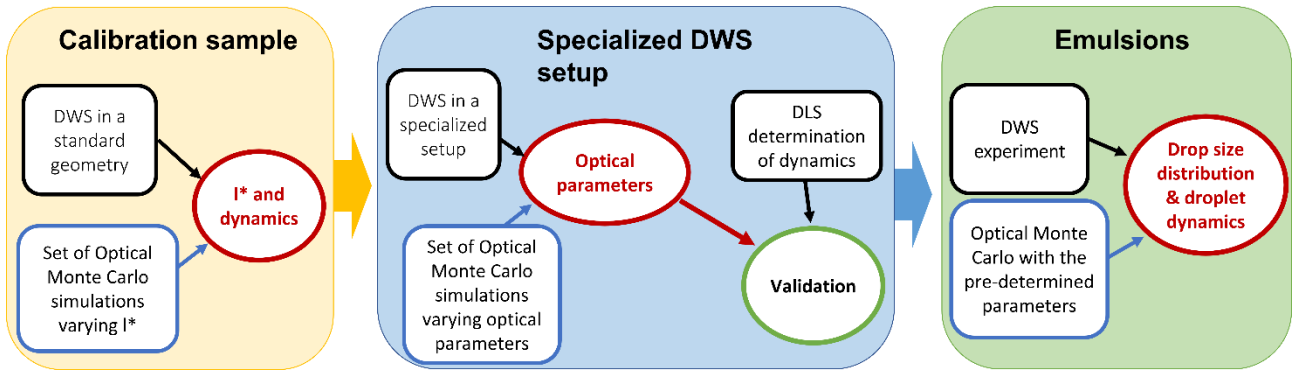 Calibration sample
DWS in a
standard
geometry
l* and
dynamics
Set of Optical
Monte Carlo
simulations
varying l*
Specialized DWS
setup
DWS in a
specialized
setup
Optical
parameters
Set of Optical
Monte Carlo
simulations
varying optical
parameters
DLS
determination
of dynamics
Validation
Emulsions
DWS
experiment
Drop size
distribution
& droplet
dynamics
Optical Monte
Carlo with the
pre-determined
parameters